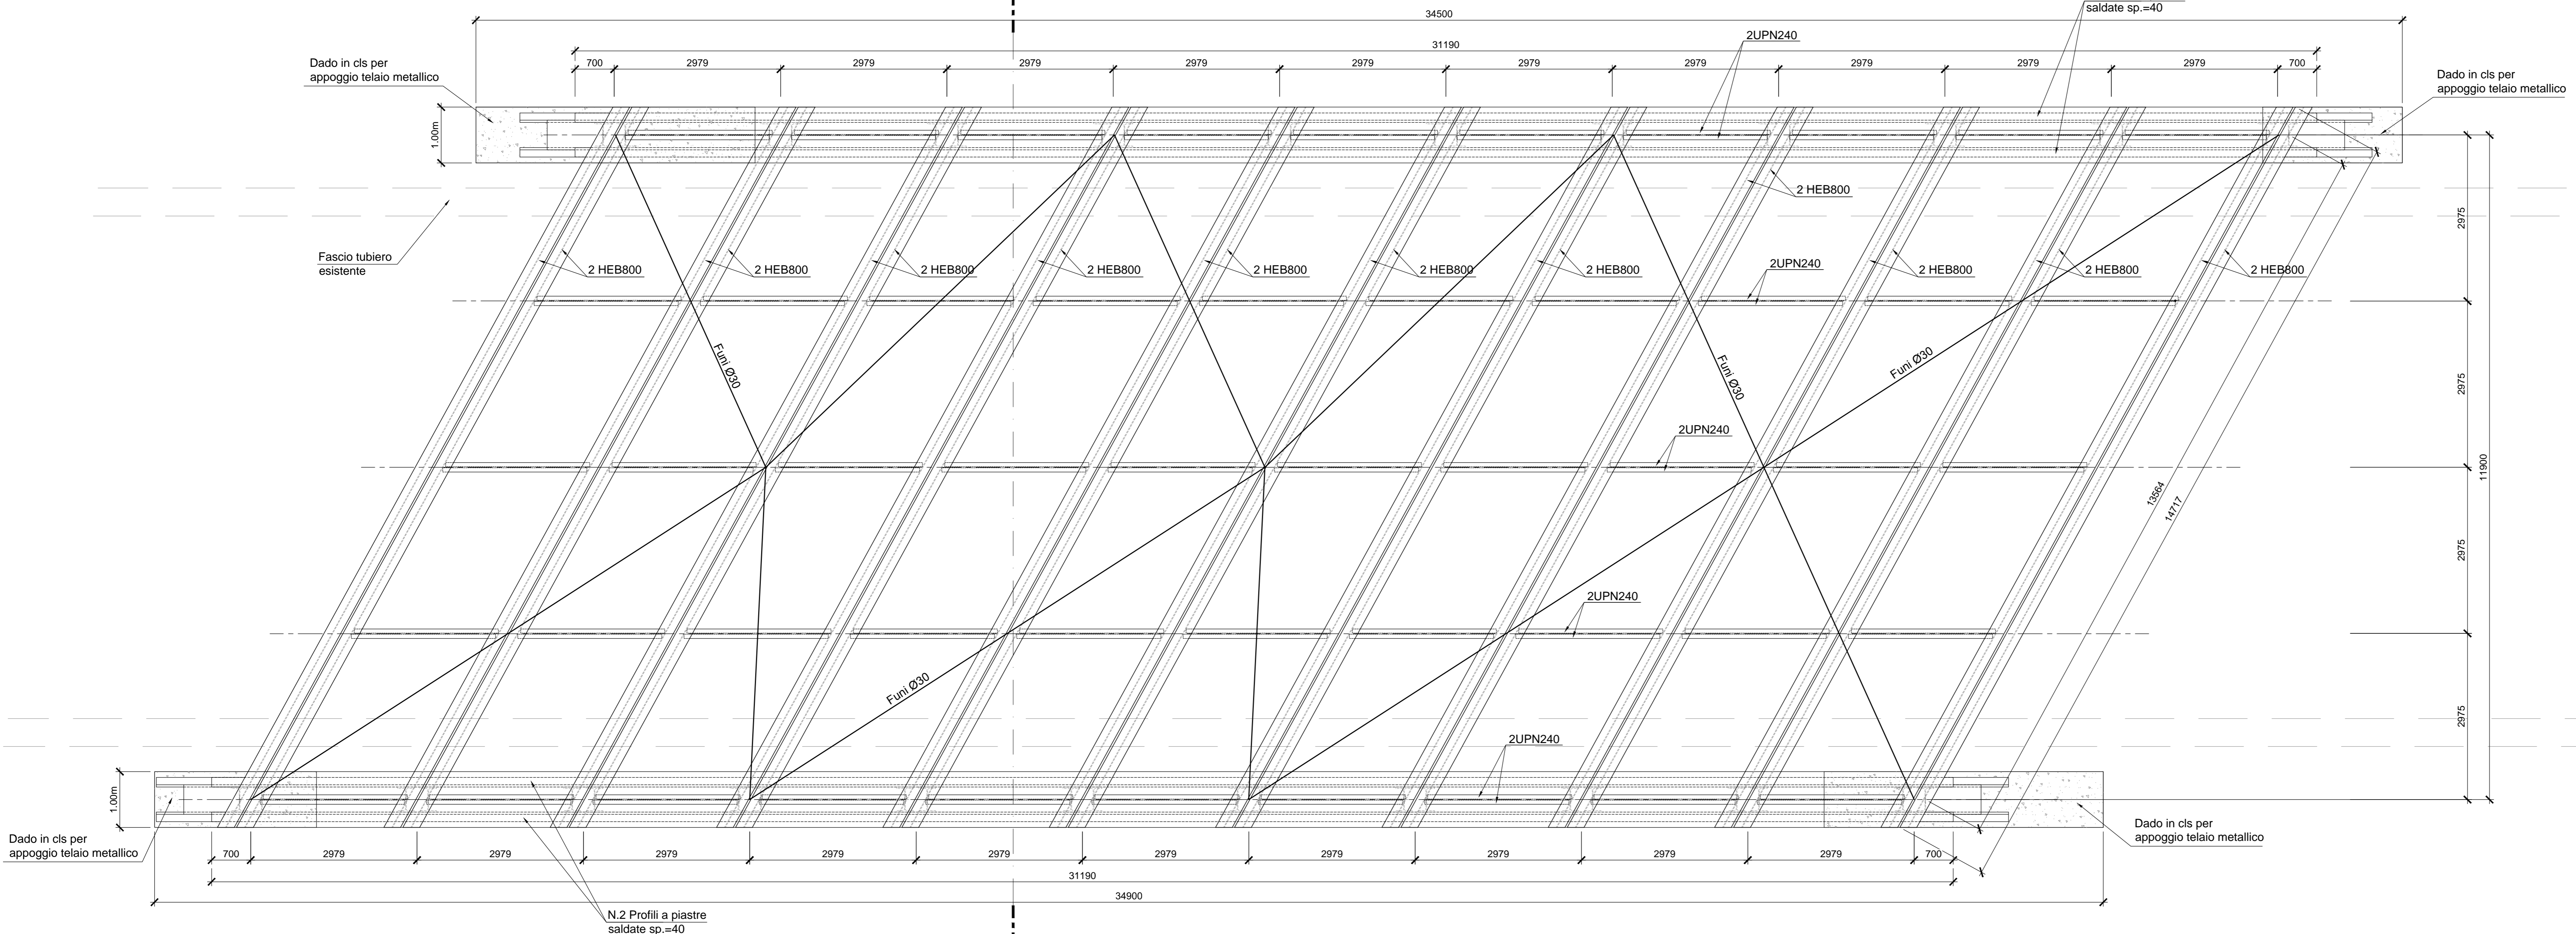 saldate sp.=40
34500
2UPN240
31190
Dado in cls per
appoggio telaio metallico
700 2979 2979 2979 2979 2979 2979 2979 2979 2979 2979 700
Dado in cls per
appoggio telaio metallico
1.00m
2 HEB800
2975
Fascio tubiero
esistente
2 HEB800 2 HEB800 2 HEB800 2 HEB800 2 HEB800 2 HEB800 2 HEB800 2UPN240 2 HEB800 2 HEB800 2 HEB800
Funi Ø30
Funi Ø30
Funi Ø30
2975
2UPN240
11900
13564
14717
2975
2UPN240
Funi Ø30
2975
2UPN240
1.00m
Dado in cls per
appoggio telaio metallico
Dado in cls per
appoggio telaio metallico
700 2979 2979 2979 2979 2979 2979 2979 2979 2979 2979 700
31190
34900
N.2 Profili a piastre
saldate sp.=40